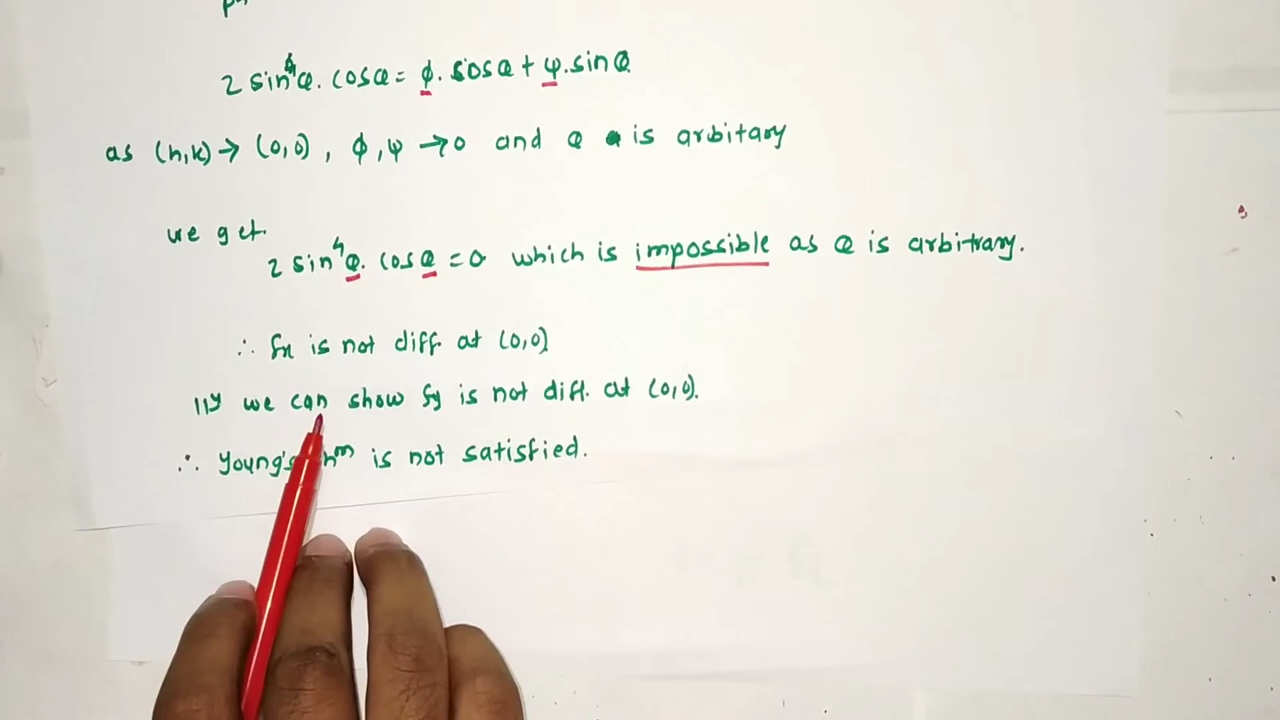 2 sin⁴θ. cosθ = ϕ. cosθ + ψ. sinθ
as (h,k) → (0,0) , ϕ,ψ → 0 and θ is arbitary
we get.
2 sin⁴θ. cosθ = 0 which is impossible as θ is arbitrary.
∴ fx is not diff. at (0,0)
llly we can show fy is not diff. at (0,0).
∴ Young's is not satisfied.